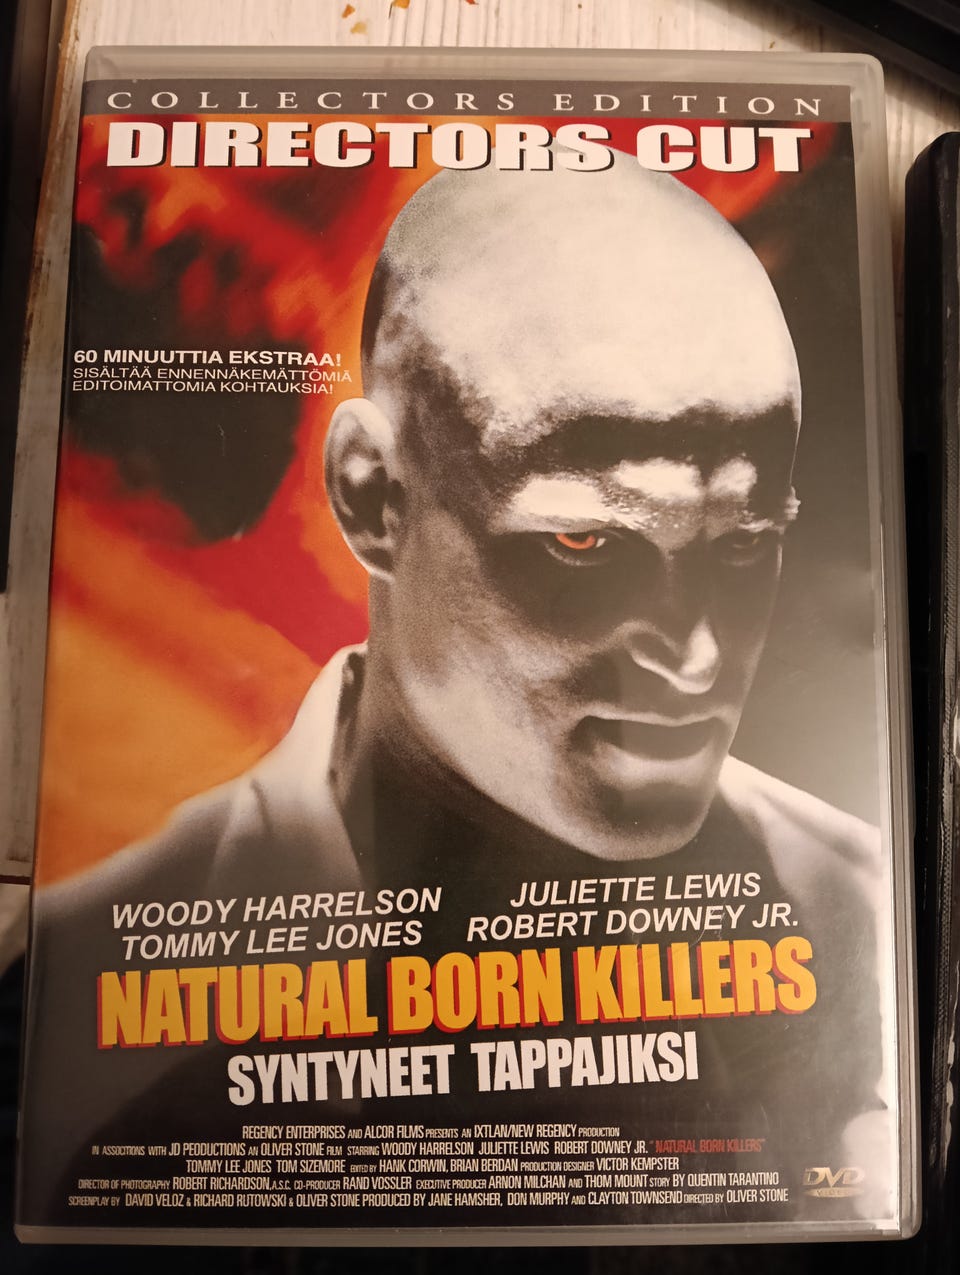 COLLECTORS EDITION
DIRECTORS CUT
60 MINUUTTIA EKSTRAA!
SISÄLTÄÄ ENNENNÄKEMÄTTÖMIÄ
EDITOIMATTOMIA KOHTAUKSIA!
WOODY HARRELSON JULIETTE LEWIS
TOMMY LEE JONES ROBERT DOWNEY JR.
NATURAL BORN KILLERS
SYNTYNEET TAPPAJIKSI
REGENCY ENTERPRISES AND ALCOR FILMS PRESENTS AN IXTLAN/NEW REGENCY PRODUCTION
IN ASSOCITIONS WITH JD PEODUCTIONS AN OLIVER STONE FILM STARRING WOODY HARRELSON JULIETTE LEWIS ROBERT DOWNEY JR. "NATURAL BORN KILLERS"
TOMMY LEE JONES TOM SIZEMORE EDITED BY HANK CORWIN, BRIAN BERDAN PRODUCTION DESIGNER VICTOR KEMPSTER
DIRECTOR OF PHOTOGRAPHY ROBERT RICHARDSON,A.S.C. CO-PRODUCER RAND VOSSLER EXECUTIVE PRODUCER ARNON MILCHAN AND THOM MOUNT STORY BY QUENTIN TARANTINO
SCREENPLAY BY DAVID VELOZ & RICHARD RUTOWSKI & OLIVER STONE PRODUCED BY JANE HAMSHER, DON MURPHY AND CLAYTON TOWNSEND DIRECTED BY OLIVER STONE
DVD
VIDEO